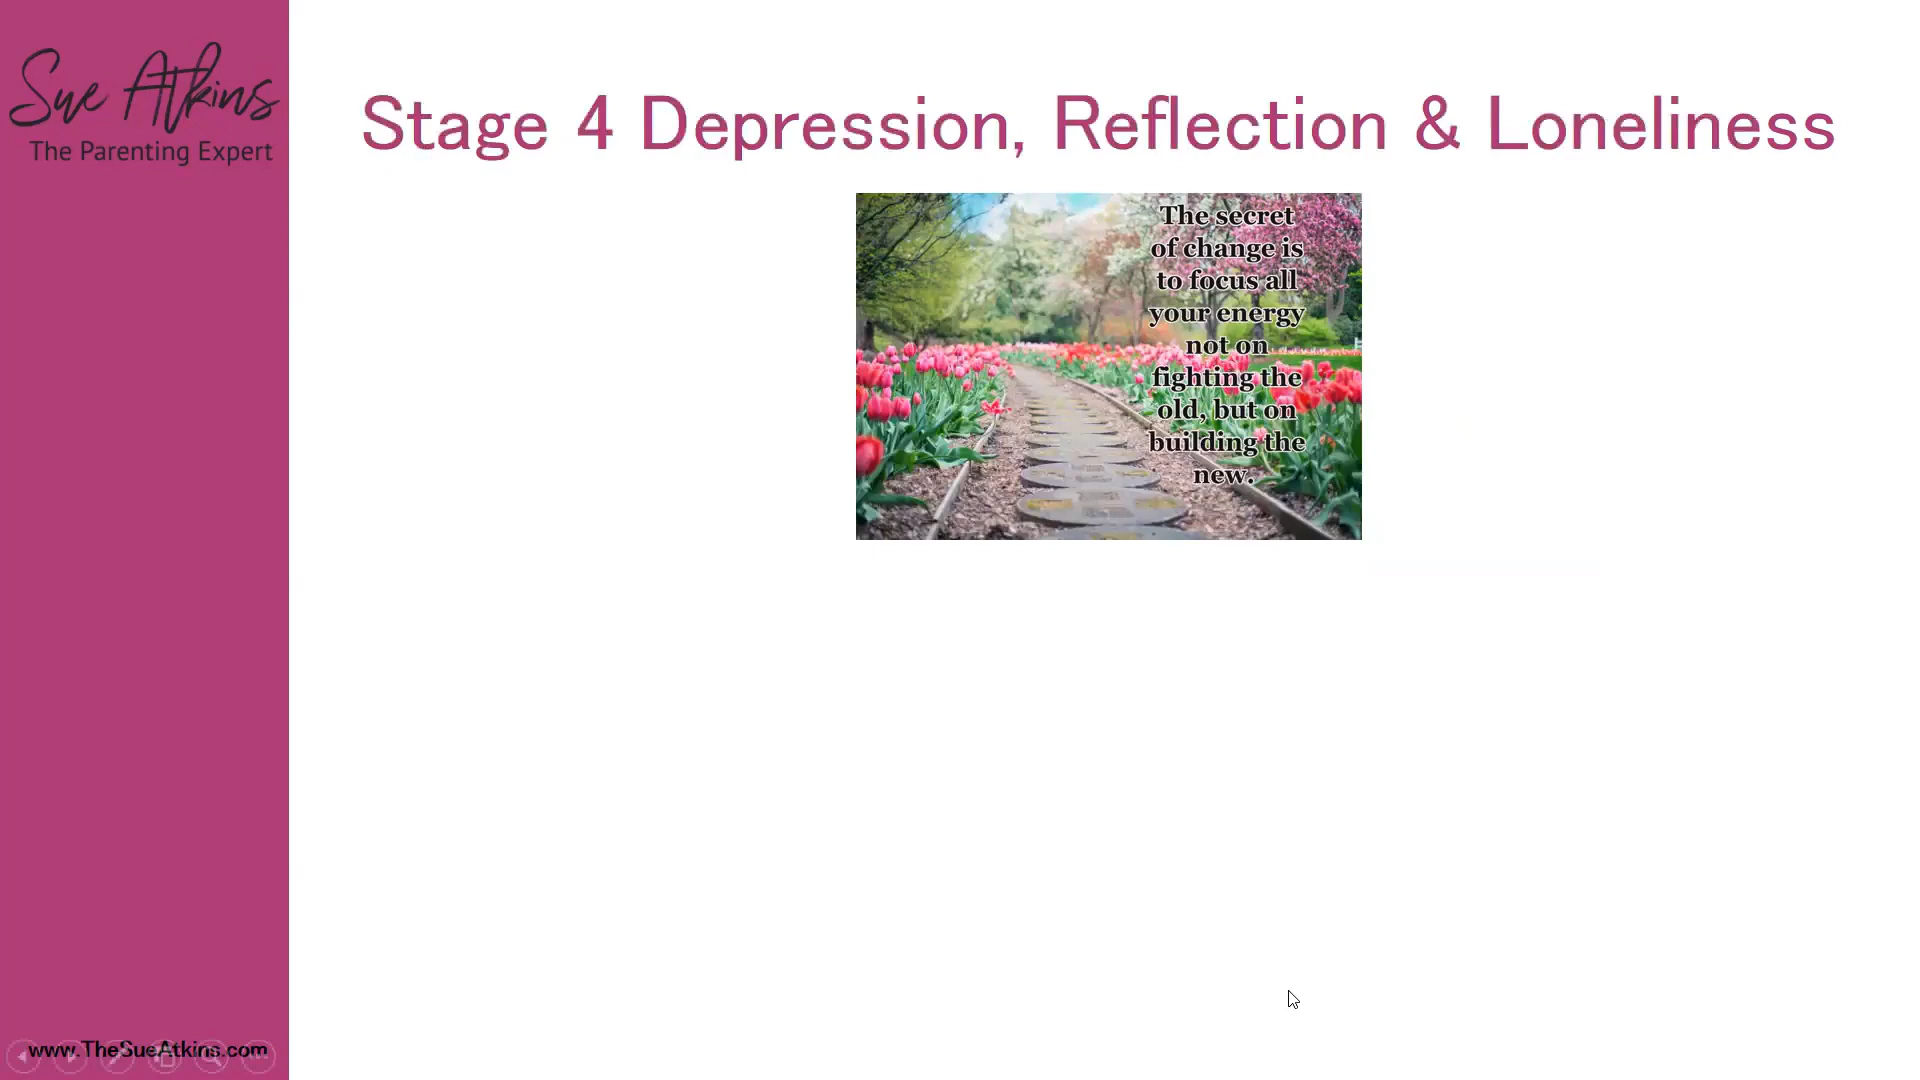 Sue Atkins
The Parenting Expert
Stage 4 Depression, Reflection & Loneliness
The secret
of change is
to focus all
your energy
not on
fighting the
old, but on
building the
new.
www.TheSueAtkins.com